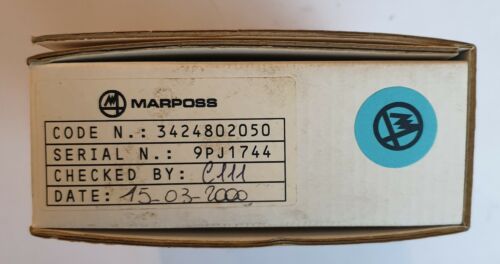 MARPOSS
CODE N.: 3424802050
SERIAL N.: 9PJ1744
CHECKED BY: C111
DATE: 15-03-2000